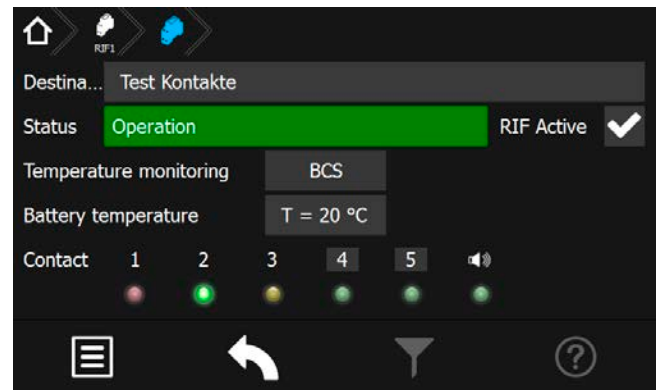 RIF1
Destina... Test Kontakte
Status Operation RIF Active
Temperature monitoring BCS
Battery temperature T = 20 °C
Contact 1 2 3 4 5
?